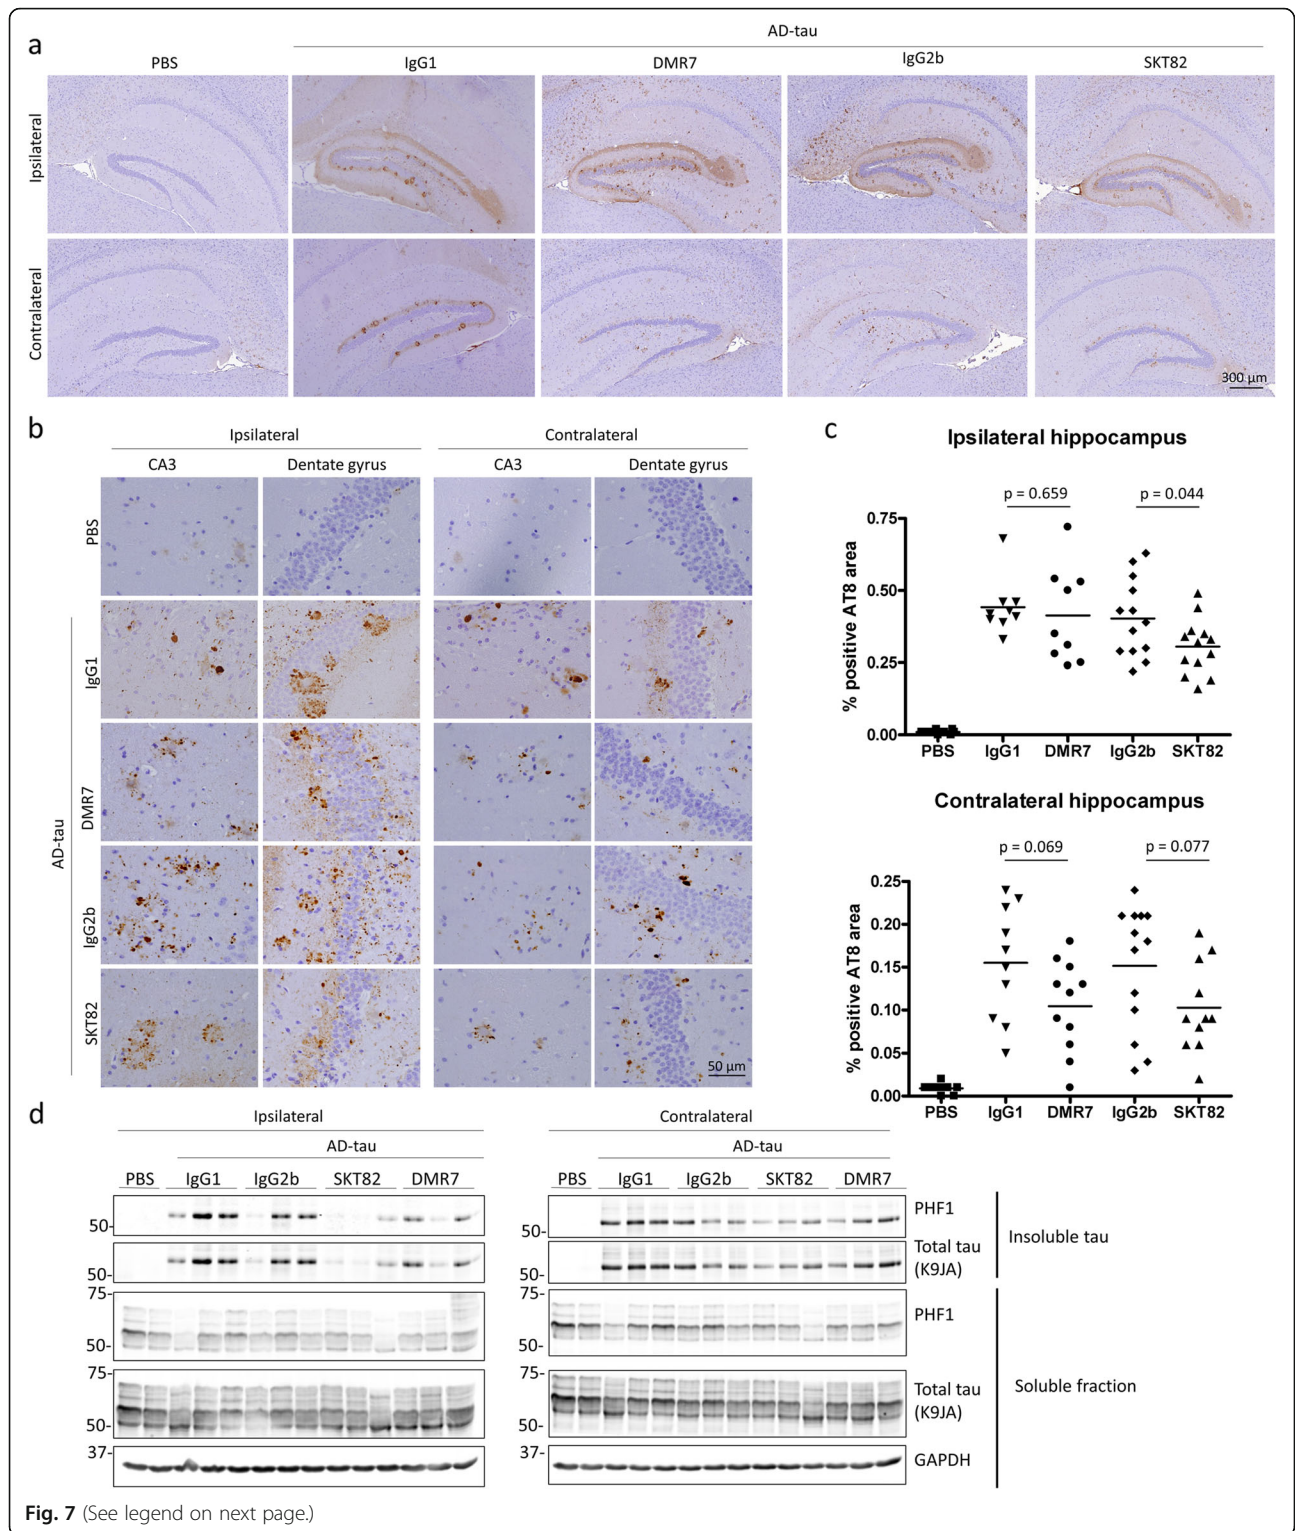 a
AD-tau
PBS IgG1 DMR7 IgG2b SKT82
Ipsilateral
Contralateral
300 µm
b
Ipsilateral Contralateral
CA3 Dentate gyrus CA3 Dentate gyrus
PBS
AD-tau
IgG1
DMR7
IgG2b
SKT82
50 µm
c
Ipsilateral hippocampus
p = 0.659 p = 0.044
% positive AT8 area
0.75
0.50
0.25
0.00
PBS IgG1 DMR7 IgG2b SKT82
Contralateral hippocampus
p = 0.069 p = 0.077
% positive AT8 area
0.25
0.20
0.15
0.10
0.05
0.00
PBS IgG1 DMR7 IgG2b SKT82
d
Ipsilateral Contralateral
AD-tau AD-tau
PBS IgG1 IgG2b SKT82 DMR7 PBS IgG1 IgG2b SKT82 DMR7
50- 50- PHF1
Insoluble tau
50- 50- Total tau
(K9JA)
75- 75-
PHF1
50- 50-
75- 75-
Total tau
(K9JA)
Soluble fraction
50- 50-
37- 37-
GAPDH
Fig. 7 (See legend on next page.)